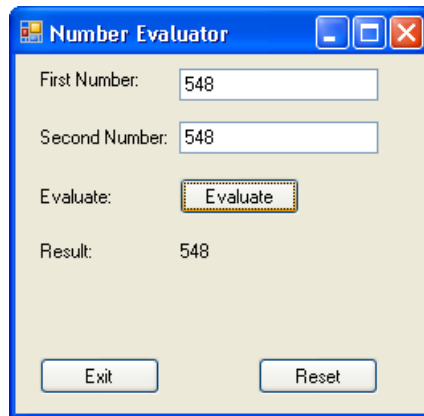 Number Evaluator
First Number: 548
Second Number: 548
Evaluate: Evaluate
Result: 548
Exit Reset